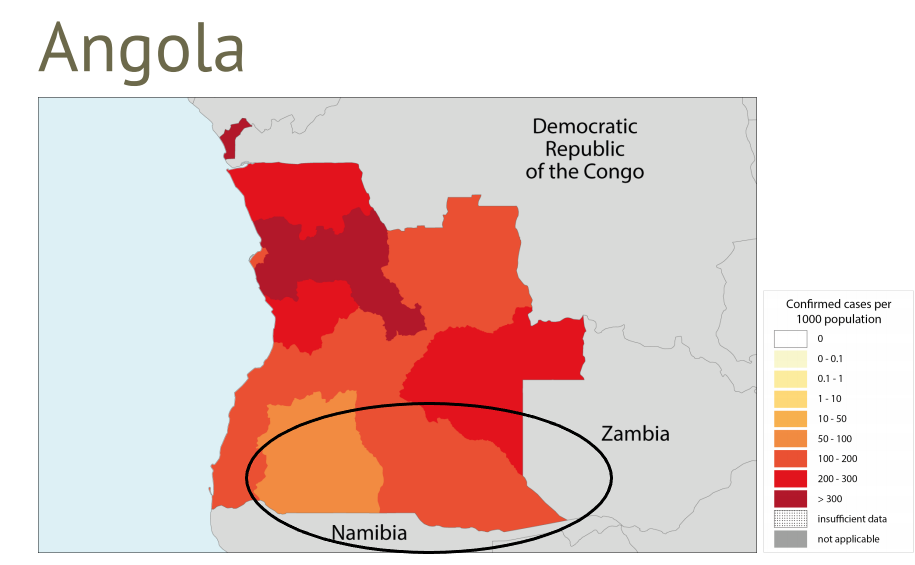 Angola
Democratic
Republic
of the Congo
Zambia
Namibia
Confirmed cases per
1000 population
0
0 - 0.1
0.1 - 1
1 - 10
10 - 50
50 - 100
100 - 200
200 - 300
> 300
insufficient data
not applicable